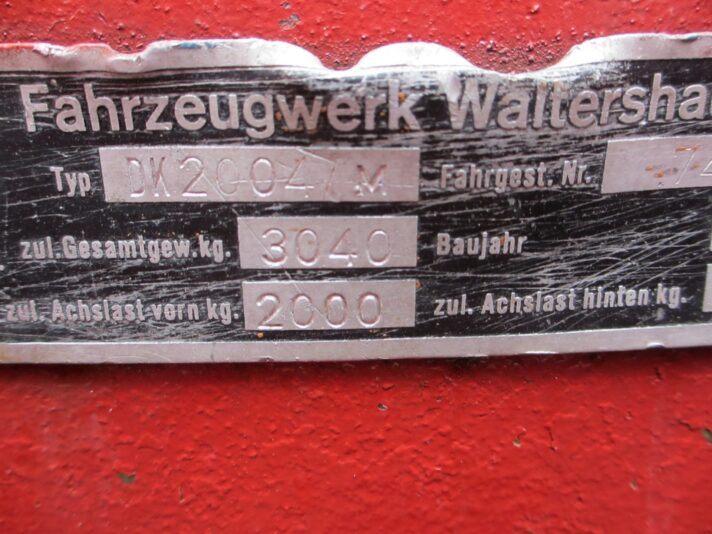 Fahrzeugwerk Waltersha
Typ DK2004/M Fahrgest. Nr. 74
zul.Gesamtgew.kg. 3040 Baujahr
zul. Achslast vorn kg. 2000 zul. Achslast hinten kg.